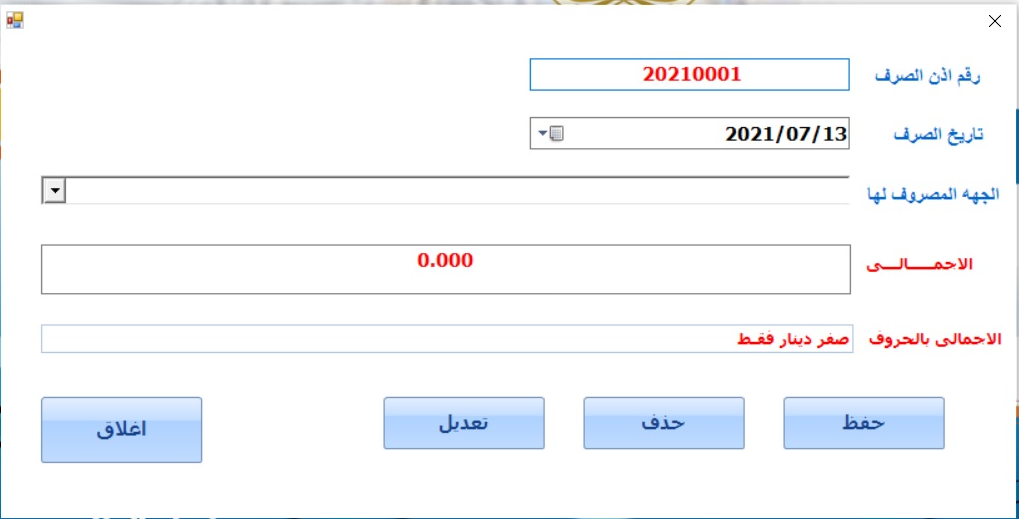 رقم اذن الصرف 20210001
تاريخ الصرف 2021/07/13
الجهه المصروف لها
الاجمـــالـــى 0.000
الاجمالى بالحروف صفر دينار فقـط
حفظ حذف تعديل اغلاق